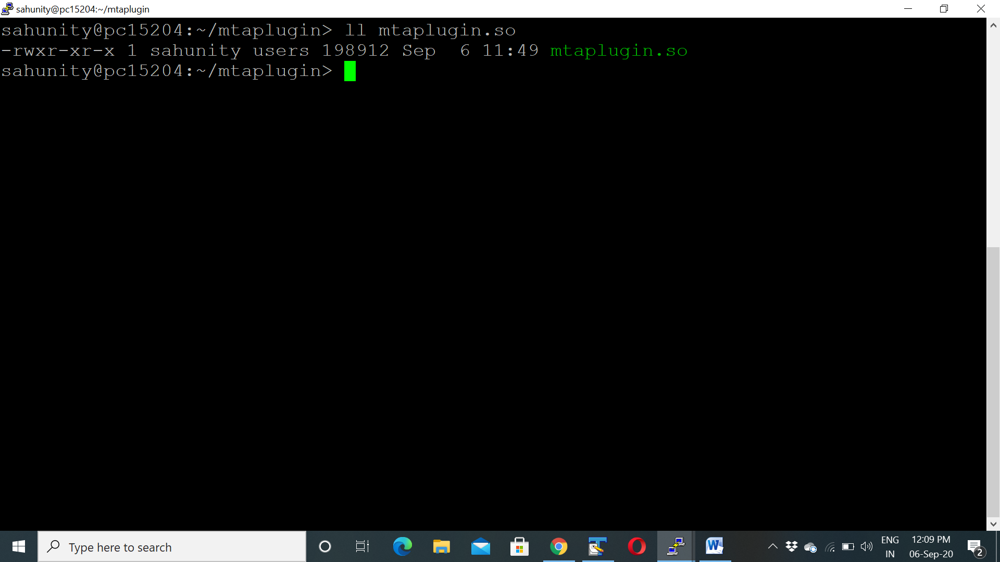 sahunity@pc15204:~/mtaplugin
sahunity@pc15204:~/mtaplugin> ll mtaplugin.so
-rwxr-xr-x 1 sahunity users 198912 Sep  6 11:49 mtaplugin.so
sahunity@pc15204:~/mtaplugin>
Type here to search
ENG
IN
12:09 PM
06-Sep-20
2